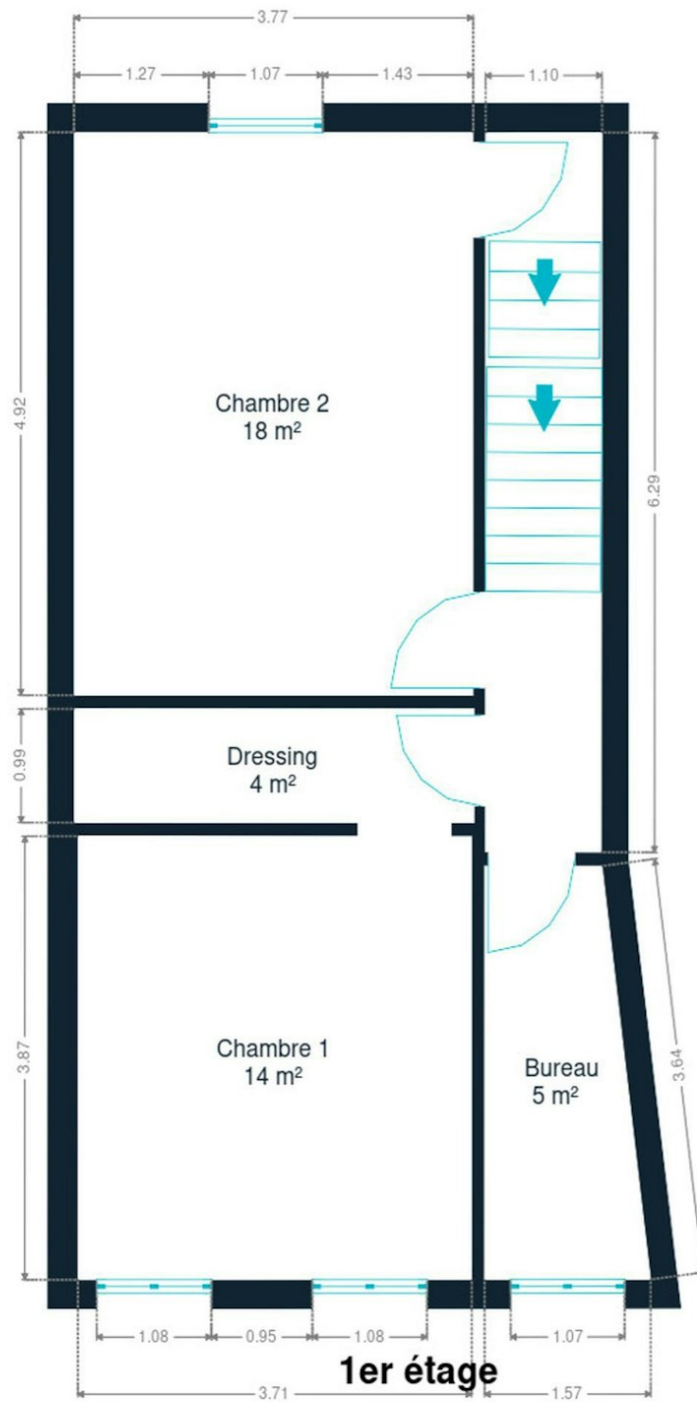 3.77
1.27
1.07
1.43
1.10
4.92
Chambre 2
18 m²
6.29
0.99
Dressing
4 m²
3.87
Chambre 1
14 m²
Bureau
5 m²
3.64
1.08
0.95
1.08
1.07
1er étage
3.71
1.57